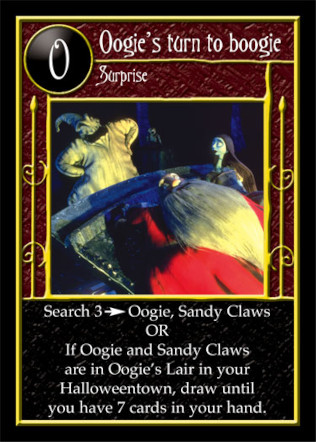 0
Oogie's turn to boogie
Surprise
Search 3➛ Oogie, Sandy Claws
OR
If Oogie and Sandy Claws
are in Oogie's Lair in your
Halloweentown, draw until
you have 7 cards in your hand.